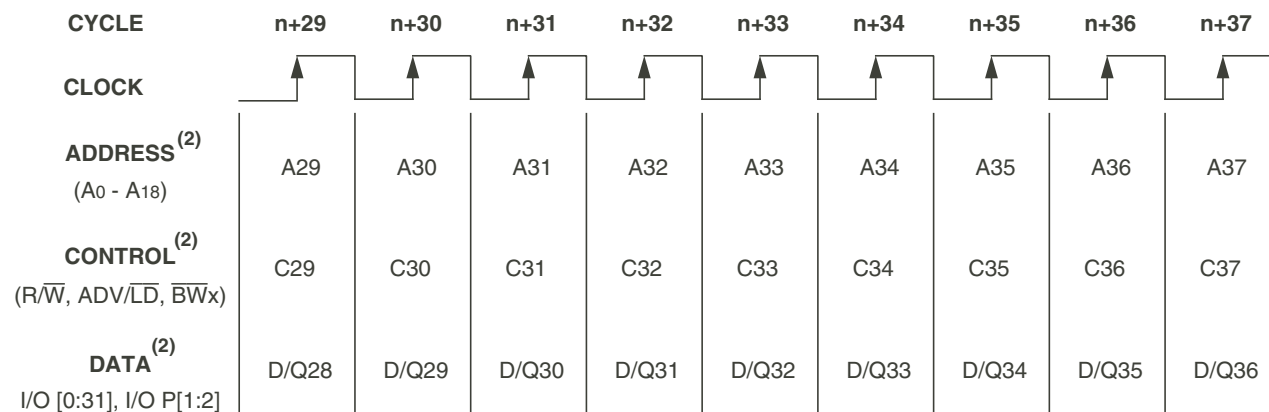 CYCLE n+29 n+30 n+31 n+32 n+33 n+34 n+35 n+36 n+37
CLOCK
ADDRESS(2)
(A0 - A18)
A29 A30 A31 A32 A33 A34 A35 A36 A37
CONTROL(2)
(R/W̅, ADV/L̅D̅, B̅W̅x)
C29 C30 C31 C32 C33 C34 C35 C36 C37
DATA(2)
I/O [0:31], I/O P[1:2]
D/Q28 D/Q29 D/Q30 D/Q31 D/Q32 D/Q33 D/Q34 D/Q35 D/Q36